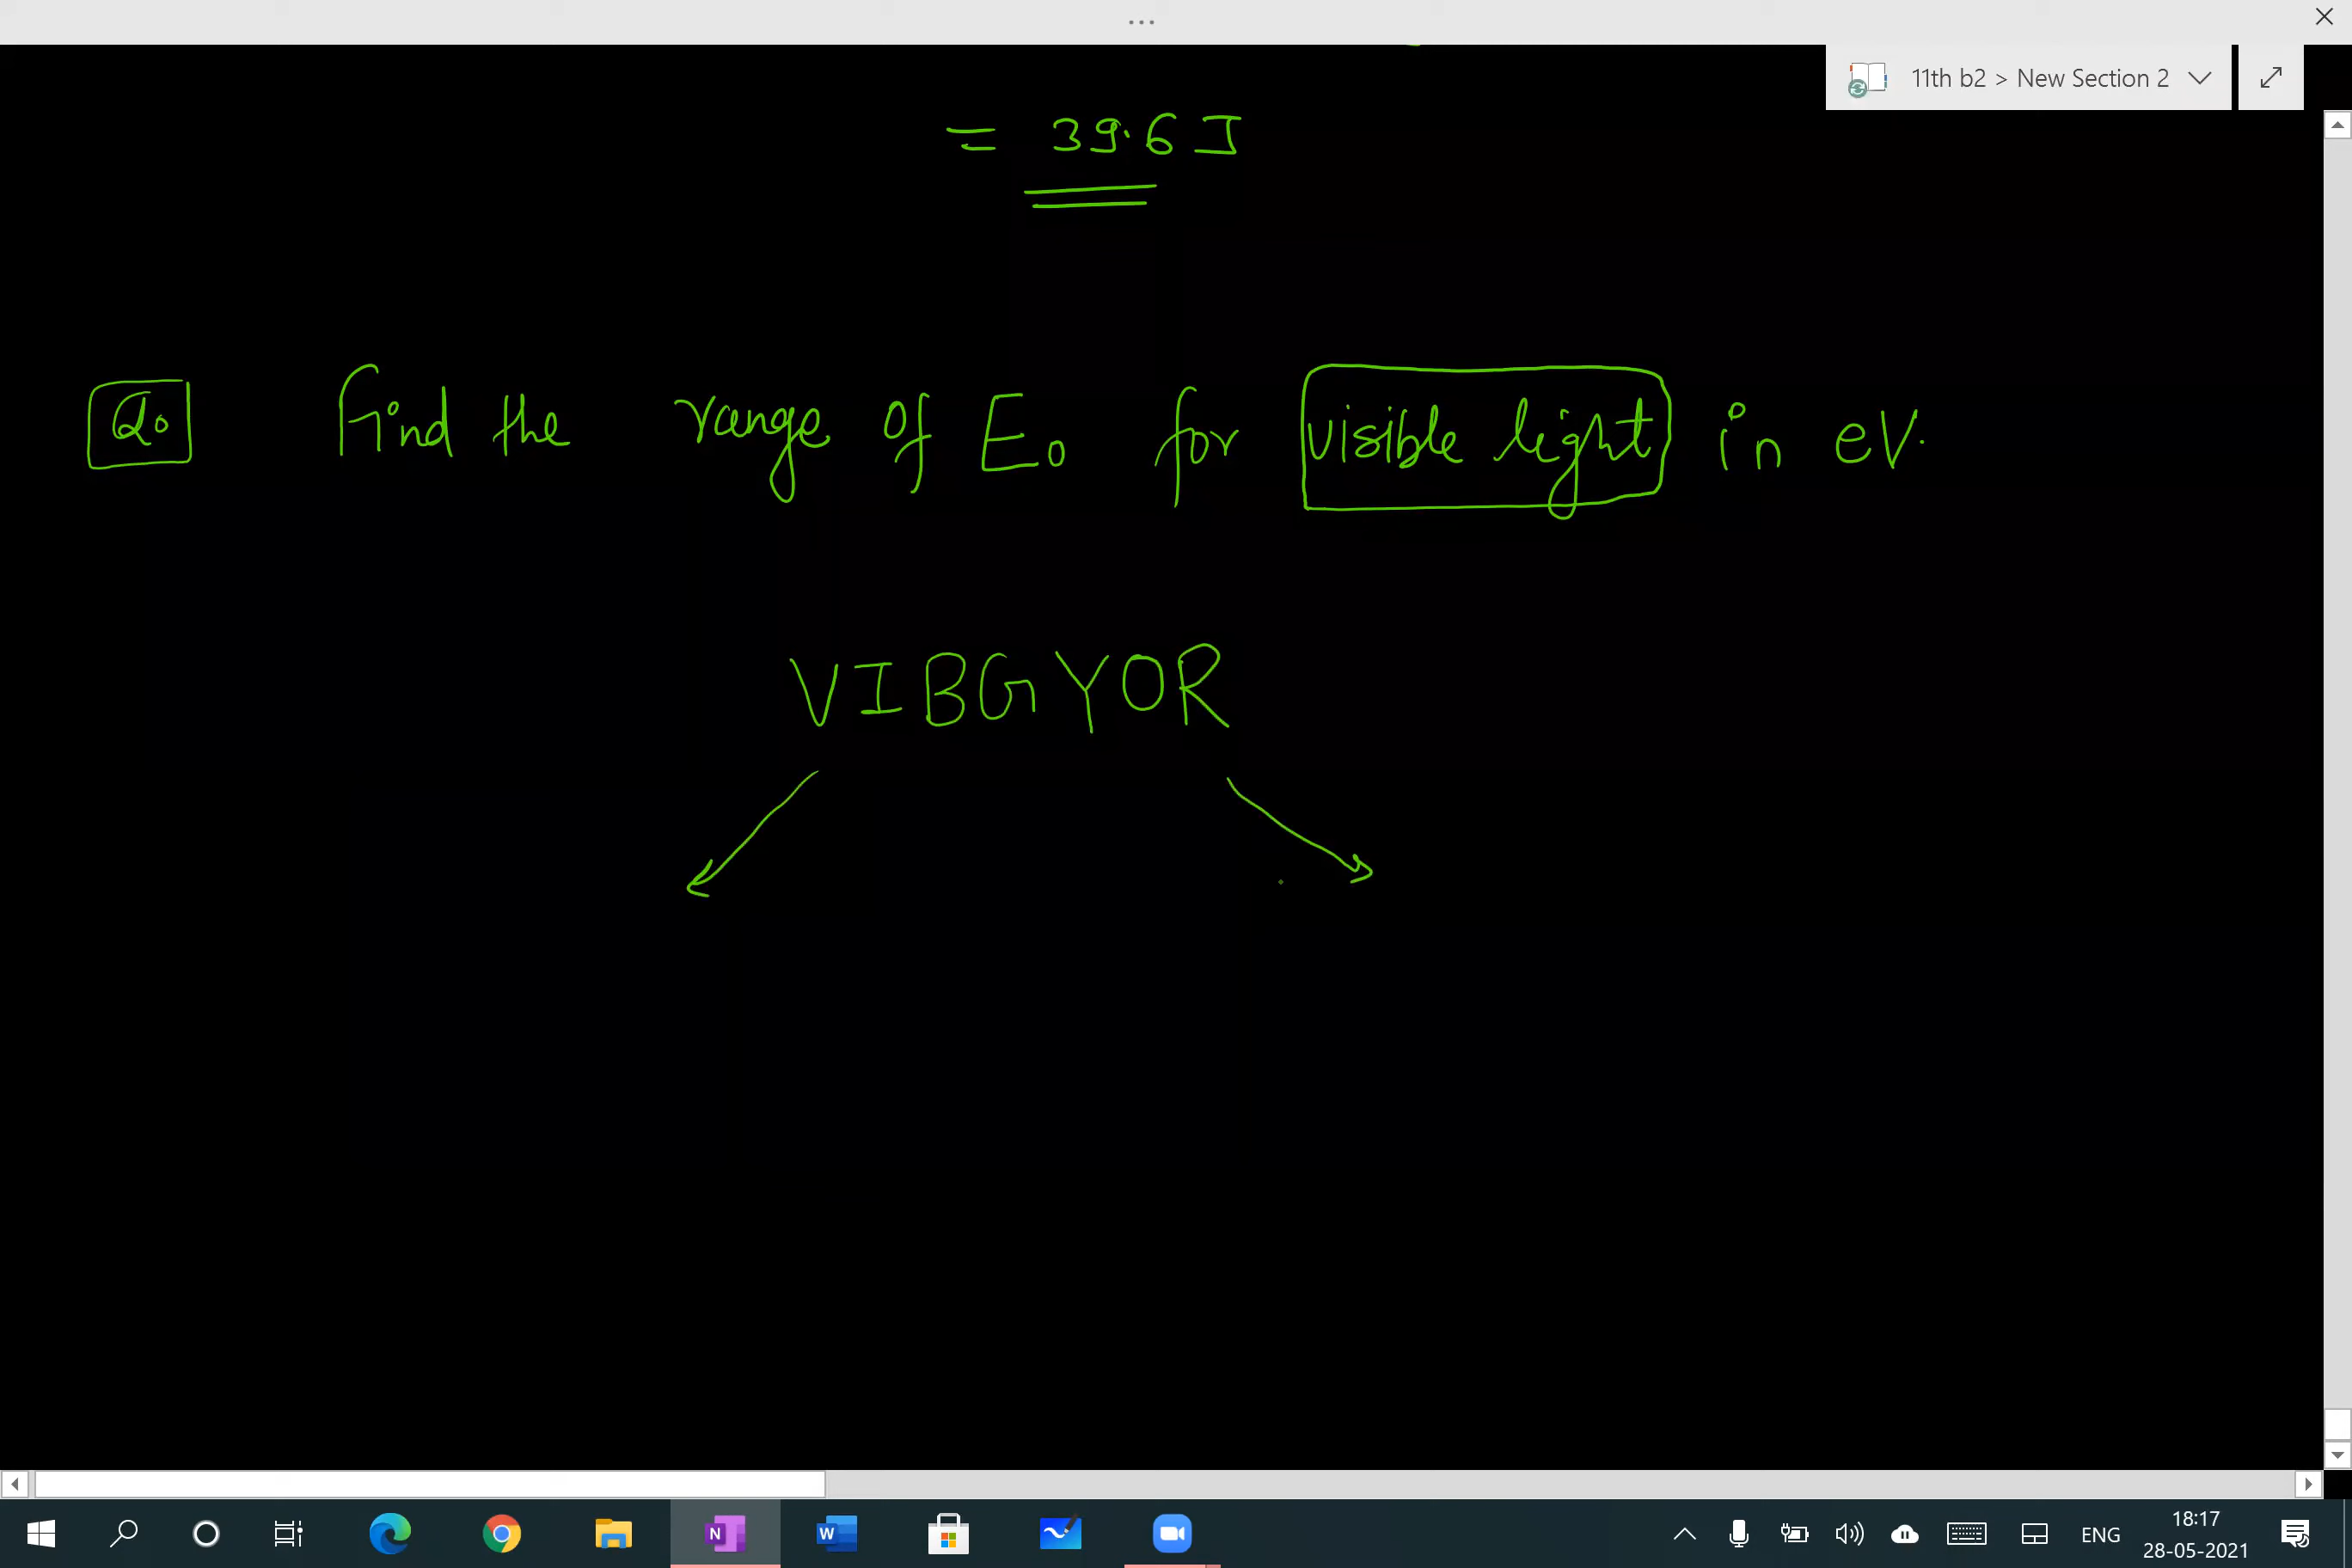 11th b2 > New Section 2
= 39.6 J
Q. Find the range of E₀ for visible light in eV.
VIBGYOR
ENG
18:17
28-05-2021